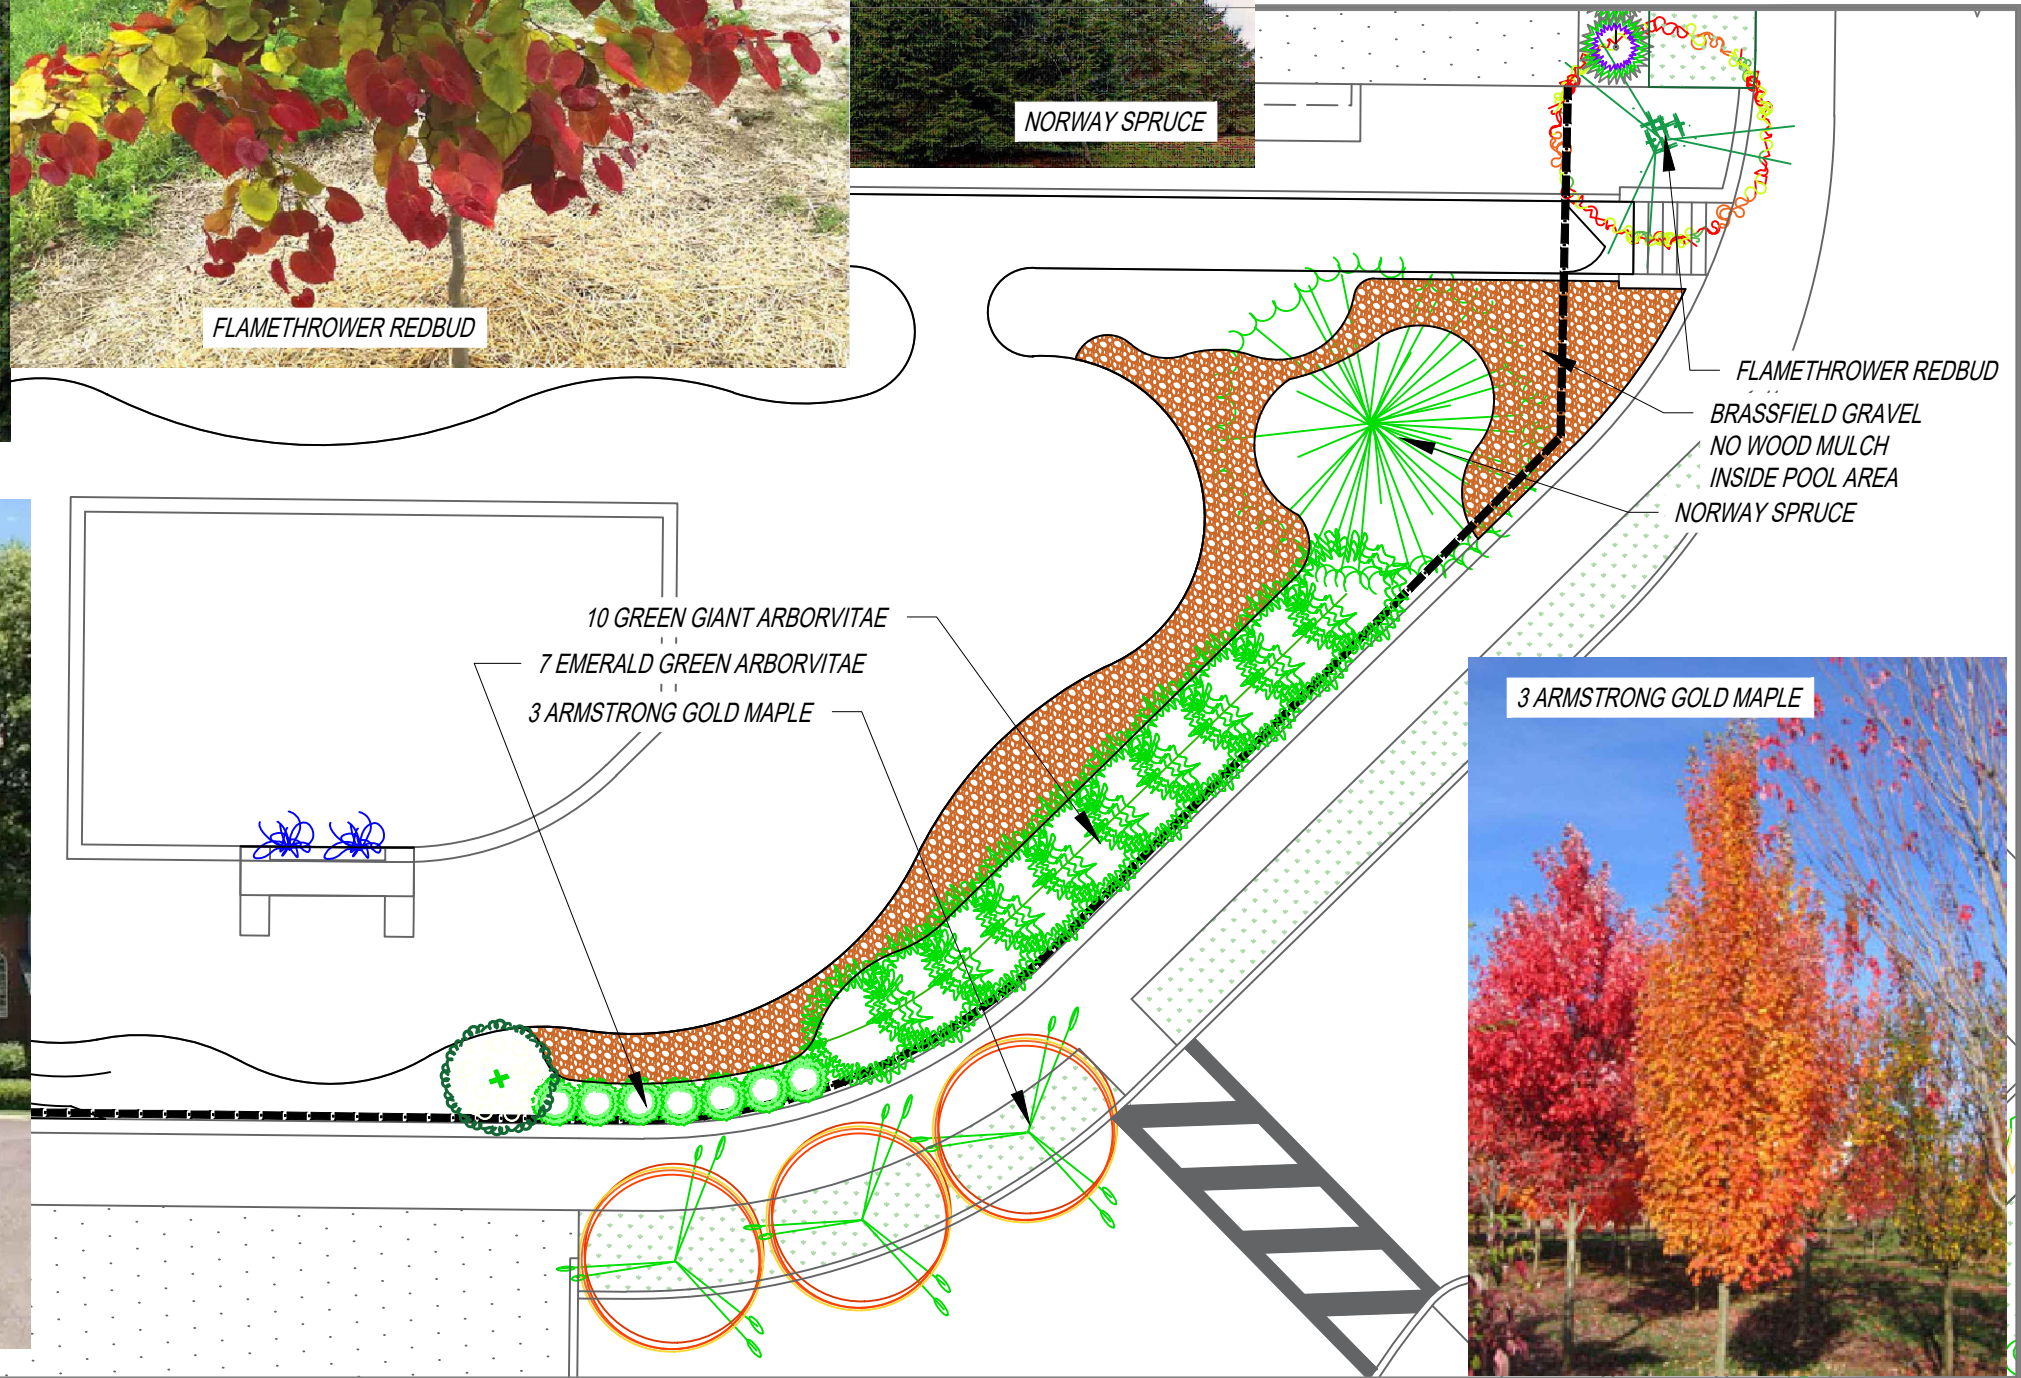 NORWAY SPRUCE
FLAMETHROWER REDBUD
FLAMETHROWER REDBUD
BRASSFIELD GRAVEL
NO WOOD MULCH
INSIDE POOL AREA
NORWAY SPRUCE
10 GREEN GIANT ARBORVITAE
7 EMERALD GREEN ARBORVITAE
3 ARMSTRONG GOLD MAPLE
3 ARMSTRONG GOLD MAPLE